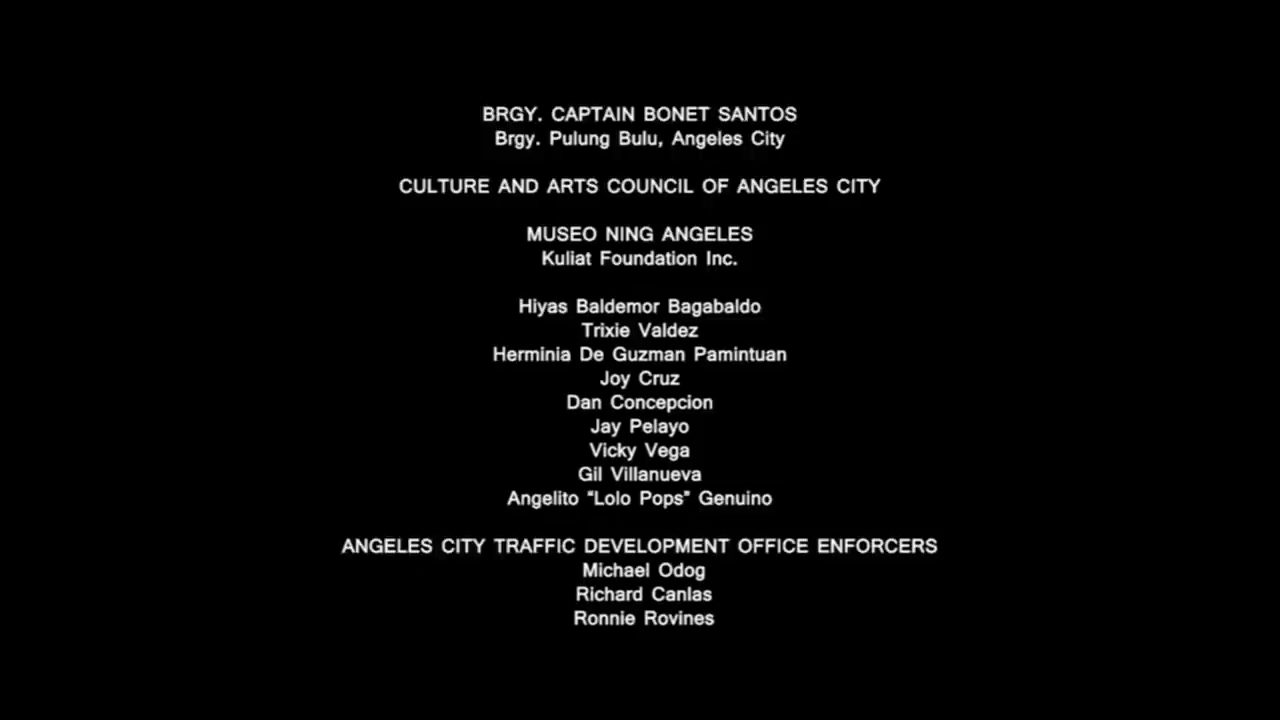 BRGY. CAPTAIN BONET SANTOS
Brgy. Pulung Bulu, Angeles City
CULTURE AND ARTS COUNCIL OF ANGELES CITY
MUSEO NING ANGELES
Kuliat Foundation Inc.
Hiyas Baldemor Bagabaldo
Trixie Valdez
Herminia De Guzman Pamintuan
Joy Cruz
Dan Concepcion
Jay Pelayo
Vicky Vega
Gil Villanueva
Angelito “Lolo Pops” Genuino
ANGELES CITY TRAFFIC DEVELOPMENT OFFICE ENFORCERS
Michael Odog
Richard Canlas
Ronnie Rovines